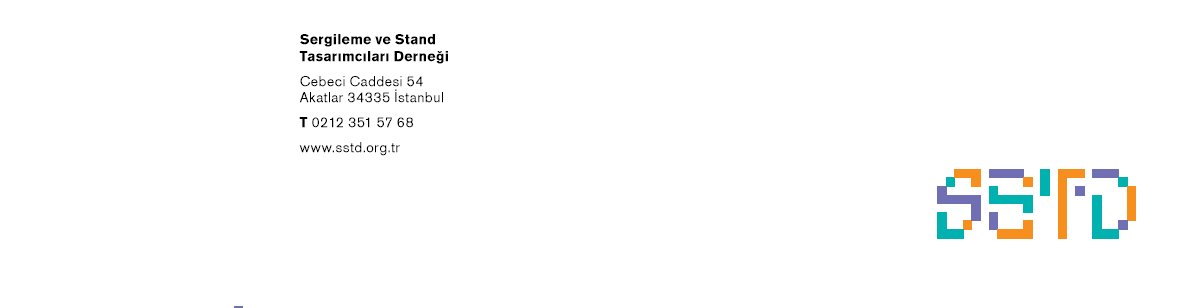 Sergileme ve Stand
Tasarımcıları Derneği
Cebeci Caddesi 54
Akatlar 34335 İstanbul
T 0212 351 57 68
www.sstd.org.tr
SSTD